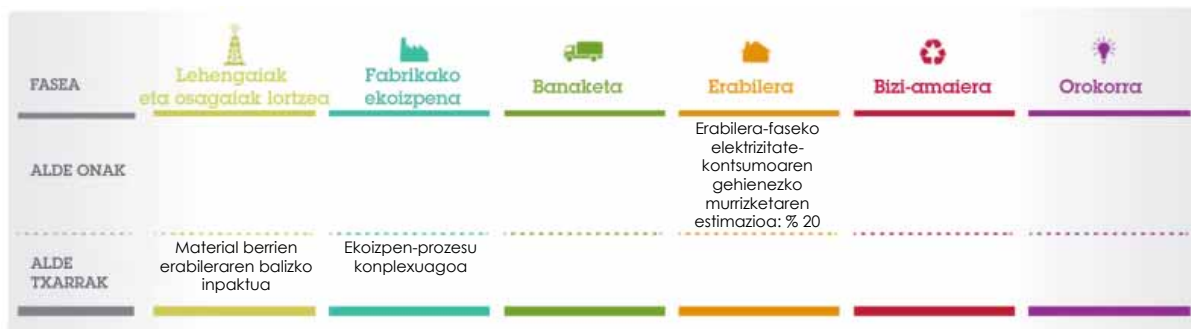 FASEA
Lehengaiak
eta osagaiak lortzea
Fabrikako
ekoizpena
Banaketa
Erabilera
Bizi-amaiera
Orokorra
ALDE ONAK
Erabilera-faseko
elektrizitate-
kontsumoaren
gehienezko
murrizketaren
estimazioa: % 20
ALDE
TXARRAK
Material berrien
erabileraren balizko
inpaktua
Ekoizpen-prozesu
konplexuagoa